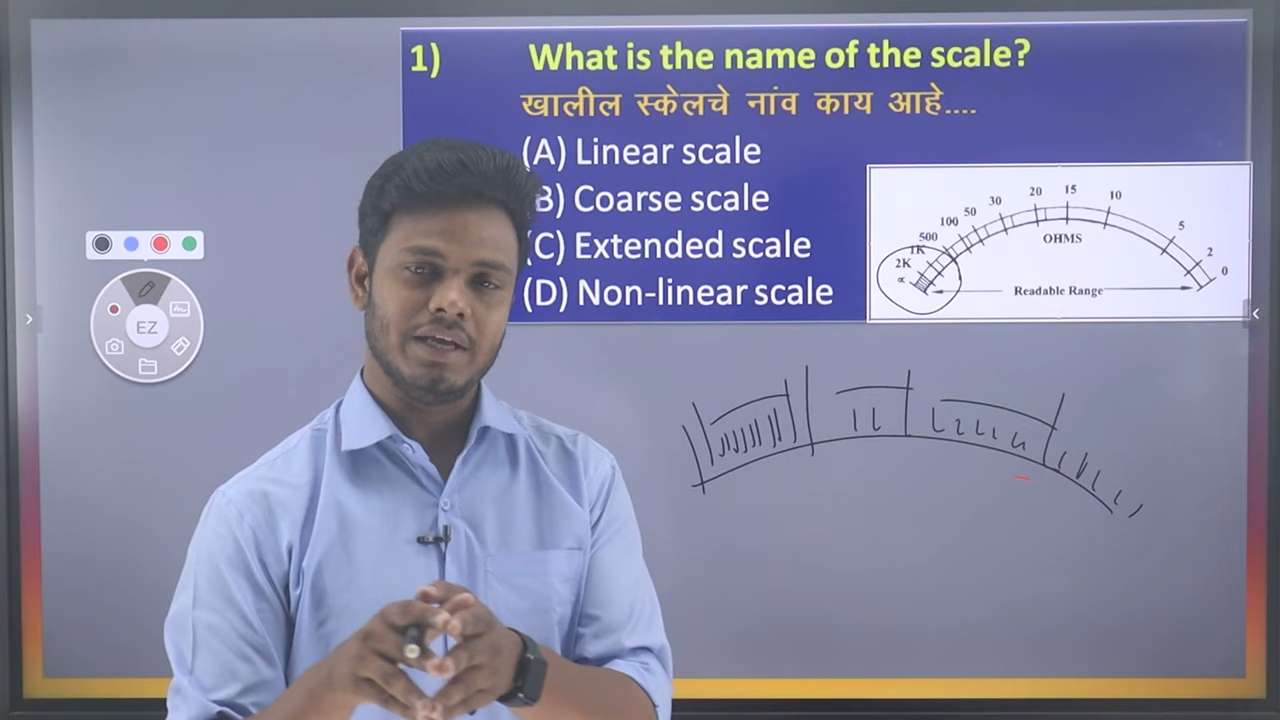 1) What is the name of the scale?
खालील स्केलचे नांव काय आहे....
(A) Linear scale
B) Coarse scale
(C) Extended scale
(D) Non-linear scale
∝ 2K 1K 500 100 50 30 20 15 10 5 2 0
OHMS
Readable Range
EZ